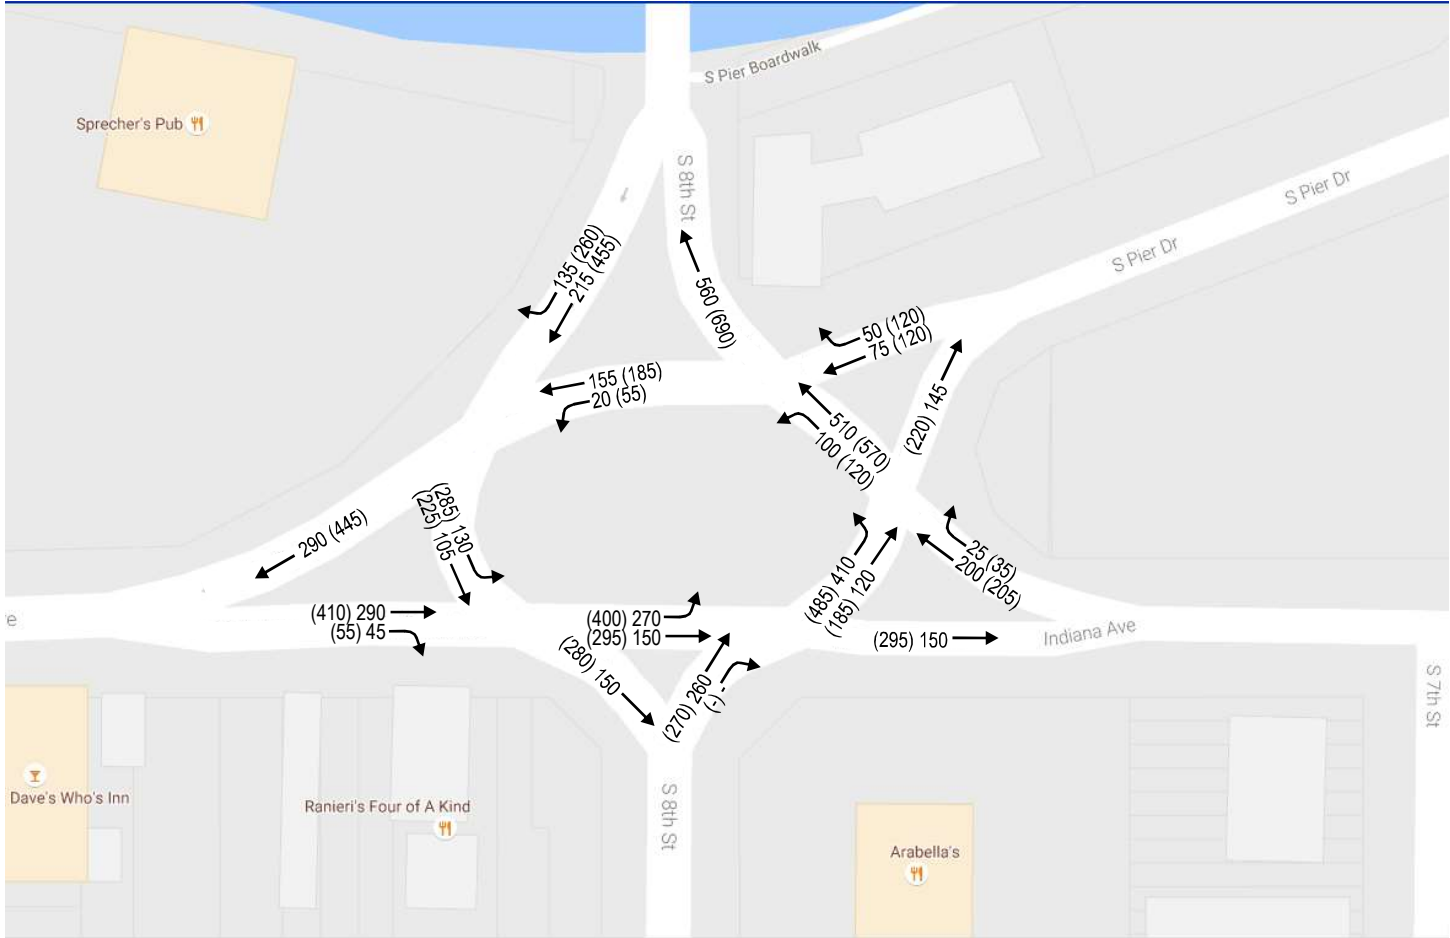 S Pier Boardwalk
Sprecher's Pub
S 8th St
S Pier Dr
S Pier Dr
135 (260)
215 (455)
560 (690)
50 (120)
75 (120)
155 (185)
20 (55)
510 (570)
100 (120)
(220) 145
(285) 130
(225) 105
290 (445)
25 (35)
200 (205)
(485) 410
(185) 120
e
(410) 290
(55) 45
(400) 270
(295) 150
(295) 150
Indiana Ave
(280) 150
(270) 260
(-) -
S 7th St
Dave's Who's Inn
Ranieri's Four of A Kind
S 8th St
Arabella's